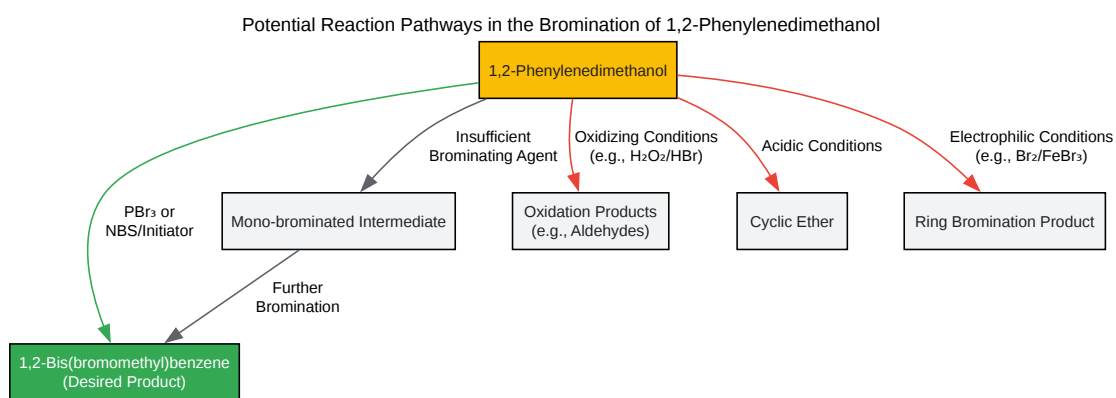 Potential Reaction Pathways in the Bromination of 1,2-Phenylenedimethanol
1,2-Phenylenedimethanol
Insufficient
Brominating Agent
Oxidizing Conditions
(e.g., H₂O₂/HBr)
Acidic Conditions
Electrophilic Conditions
(e.g., Br₂/FeBr₃)
PBr₃ or
NBS/Initiator
Mono-brominated Intermediate
Oxidation Products
(e.g., Aldehydes)
Cyclic Ether
Ring Bromination Product
Further
Bromination
1,2-Bis(bromomethyl)benzene
(Desired Product)